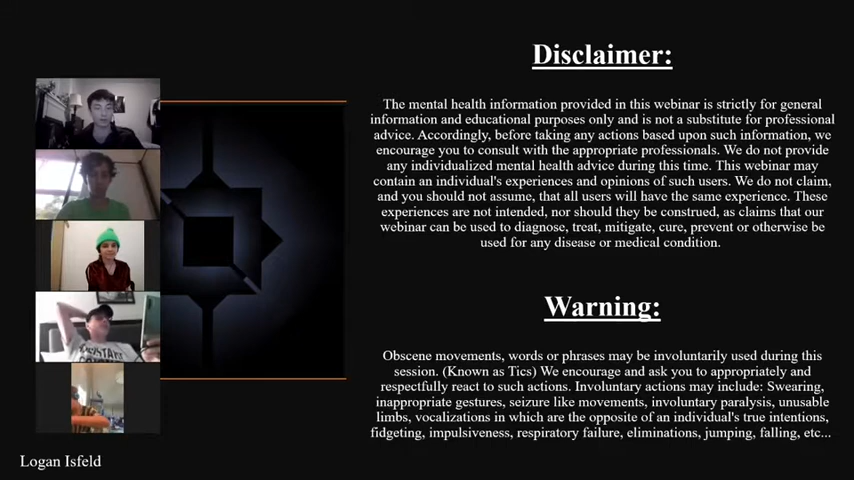 Disclaimer:
The mental health information provided in this webinar is strictly for general
information and educational purposes only and is not a substitute for professional
advice. Accordingly, before taking any actions based upon such information, we
encourage you to consult with the appropriate professionals. We do not provide
any individualized mental health advice during this time. This webinar may
contain an individual's experiences and opinions of such users. We do not claim,
and you should not assume, that all users will have the same experience. These
experiences are not intended, nor should they be construed, as claims that our
webinar can be used to diagnose, treat, mitigate, cure, prevent or otherwise be
used for any disease or medical condition.
Warning:
Obscene movements, words or phrases may be involuntarily used during this
session. (Known as Tics) We encourage and ask you to appropriately and
respectfully react to such actions. Involuntary actions may include: Swearing,
inappropriate gestures, seizure like movements, involuntary paralysis, unusable
limbs, vocalizations in which are the opposite of an individual's true intentions,
fidgeting, impulsiveness, respiratory failure, eliminations, jumping, falling, etc...
Logan Isfeld